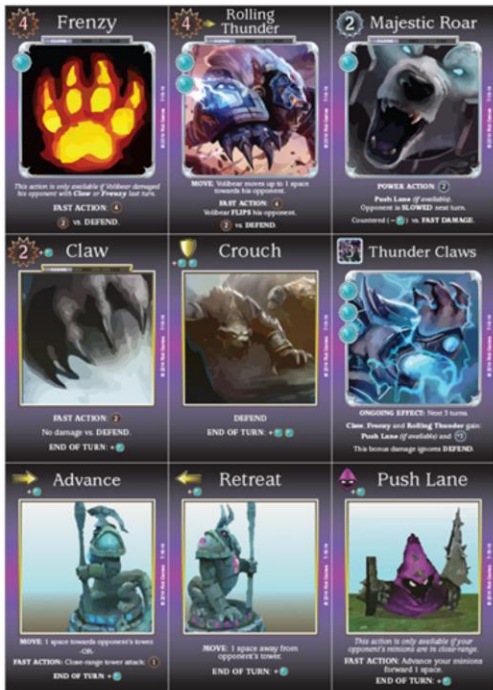 4 Frenzy
This action is only available if Volibear damaged
his opponent with Claw or Frenzy last turn.
FAST ACTION: 4
2 vs. DEFEND.
4 Rolling
Thunder
MOVE: Volibear moves up to 1 space
towards his opponent.
FAST ACTION: 4
Volibear FLIPS his opponent.
2 vs. DEFEND.
2 Majestic Roar
POWER ACTION 2
Push Lane (if available).
Opponent is SLOWED next turn.
Countered (- ) vs. FAST DAMAGE.
2 + Claw
FAST ACTION: 2
No damage vs. DEFEND.
END OF TURN: +
+ Crouch
DEFEND
END OF TURN: +
3 Thunder Claws
ONGOING EFFECT: Next 3 turns.
Claw, Frenzy and Rolling Thunder gain:
Push Lane (if available) and
This bonus damage ignores DEFEND.
+ Advance
MOVE: 1 space towards opponent's tower
-OR-
FAST ACTION: Close-range tower attack: 1
END OF TURN: +
+ Retreat
MOVE: 1 space away from
opponent's tower.
END OF TURN: +
+ Push Lane
This action is only available if your
opponent's minions are in close-range.
FAST ACTION: Advance your minions
forward 1 space.
END OF TURN: +